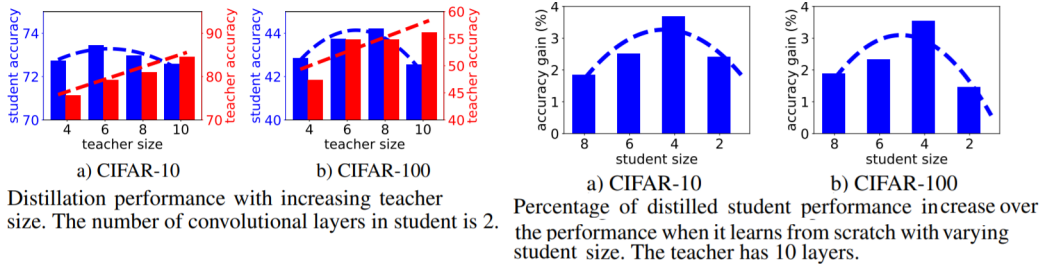 student accuracy
74
72
70
90
80
70
teacher accuracy
4 6 8 10
teacher size
a) CIFAR-10
student accuracy
44
42
40
60
55
50
45
40
teacher accuracy
4 6 8 10
teacher size
b) CIFAR-100
Distillation performance with increasing teacher
size. The number of convolutional layers in student is 2.
accuracy gain (%)
4
3
2
1
0
8 6 4 2
student size
a) CIFAR-10
accuracy gain (%)
4
3
2
1
0
8 6 4 2
student size
b) CIFAR-100
Percentage of distilled student performance increase over
the performance when it learns from scratch with varying
student size. The teacher has 10 layers.